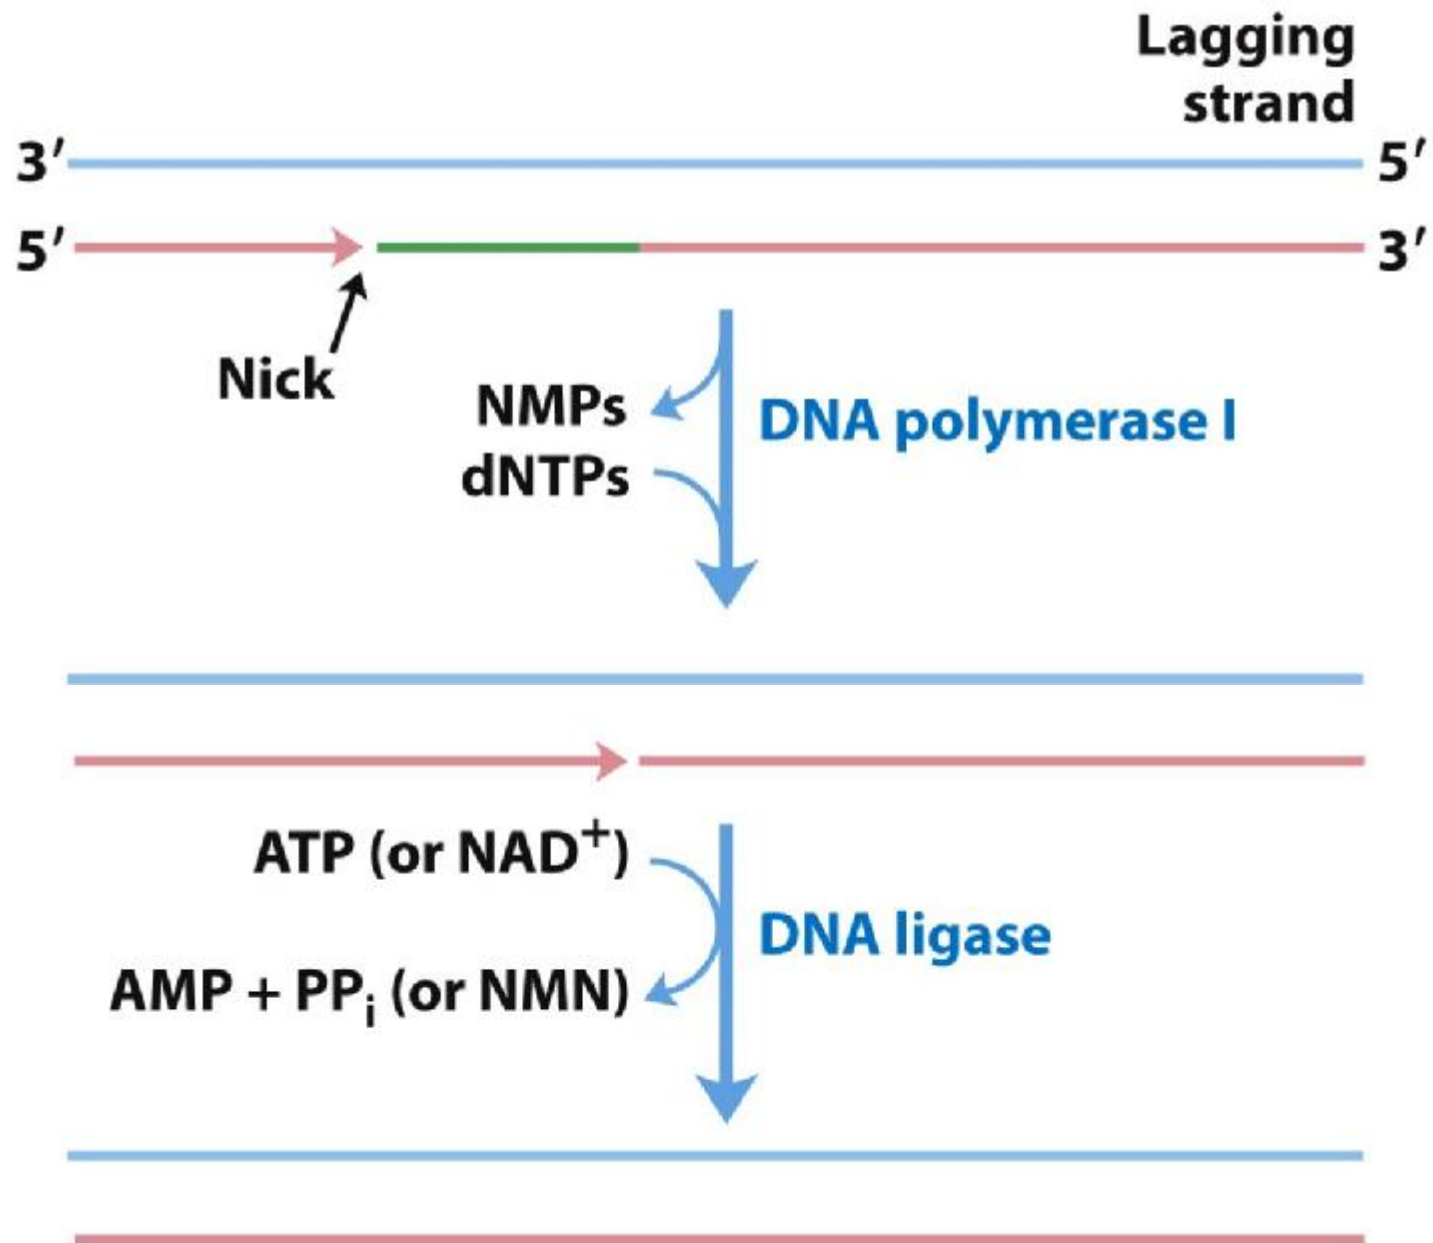 Lagging
strand
3′ 5′
5′ 3′
Nick
NMPs
DNA polymerase I
dNTPs
ATP (or NAD⁺)
DNA ligase
AMP + PPᵢ (or NMN)